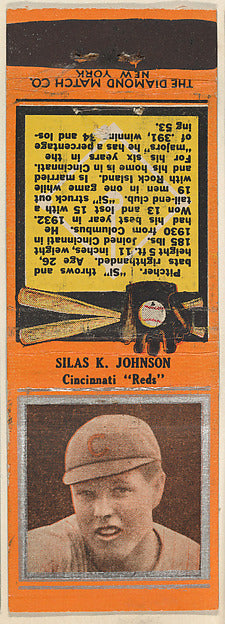 SILAS K. JOHNSON
Cincinnati "Reds"
Pitcher. "Si" throws and
bats righthanded. Age 26,
height 5 ft. 11 inches, weight
185 lbs. Joined Cincinnati in
1930 from Columbus. He
had his best year in 1932.
Won 13 and lost 15 with a
tail-end club. "Si" struck out
19 men in one game while
with Rock Island. Is married
and his home is in Cincinnati.
For his six years in the
"majors" he has a percentage
of .391, winning 34 and los-
ing 53.
THE DIAMOND MATCH CO.
NEW YORK